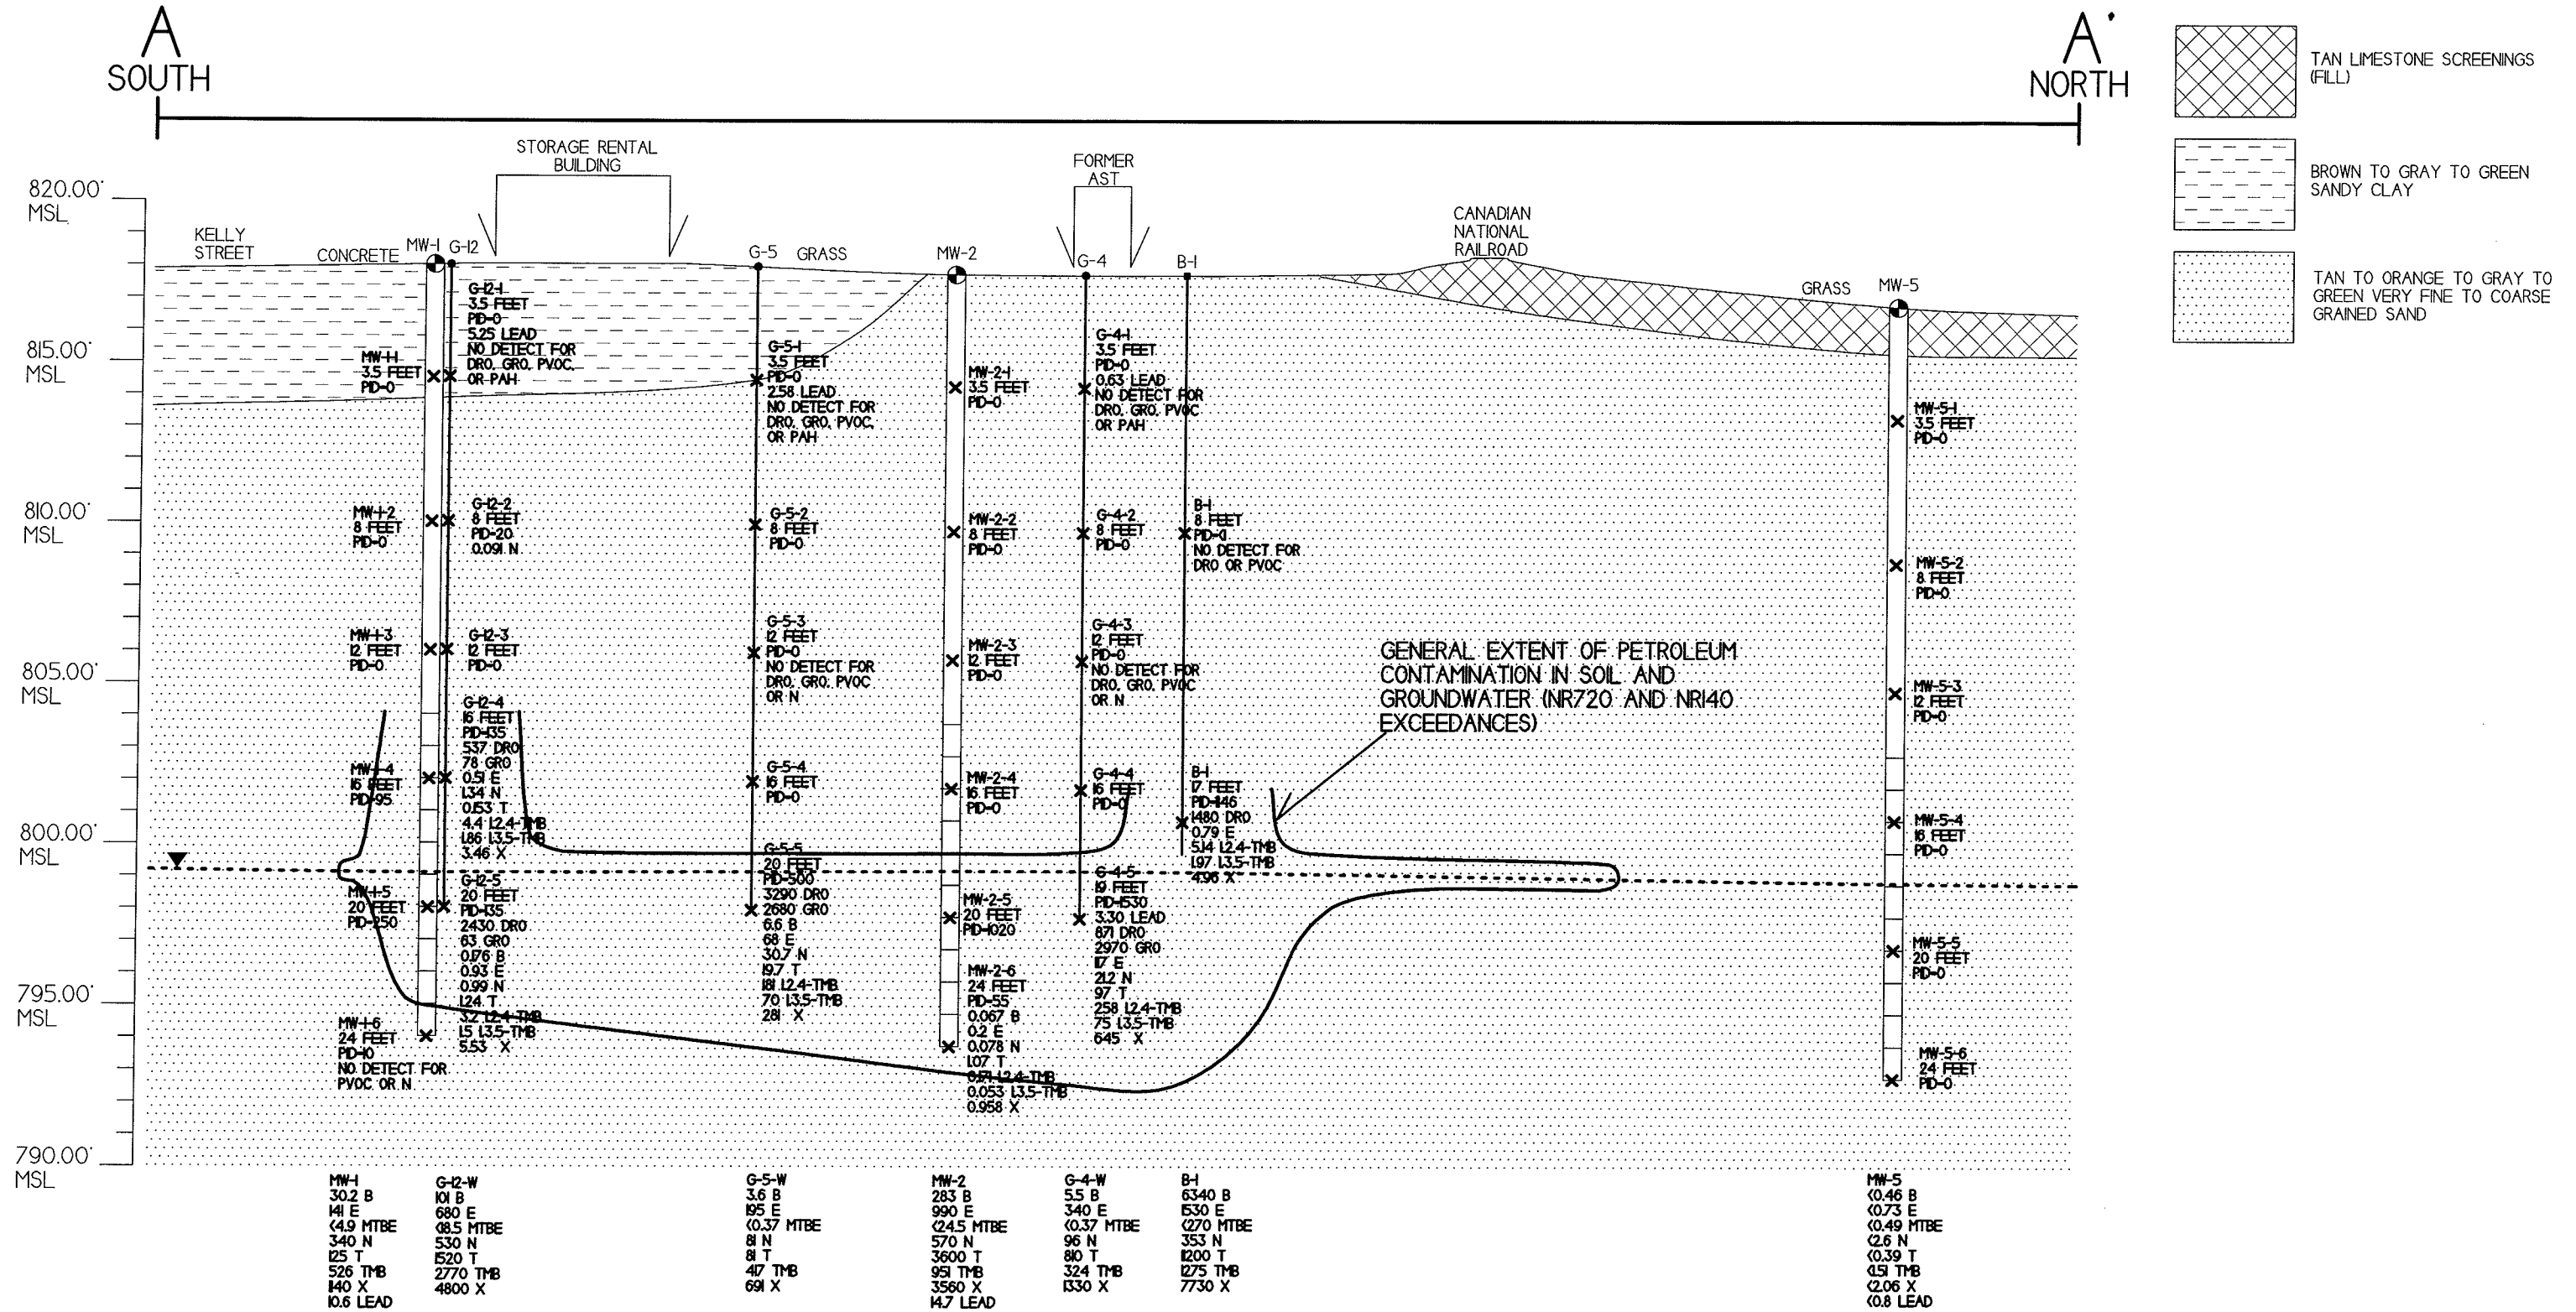 A
SOUTH
A'
NORTH
TAN LIMESTONE SCREENINGS
(FILL)
BROWN TO GRAY TO GREEN
SANDY CLAY
TAN TO ORANGE TO GRAY TO
GREEN VERY FINE TO COARSE
GRAINED SAND
STORAGE RENTAL
BUILDING
FORMER
AST
CANADIAN
NATIONAL
RAILROAD
820.00'
MSL
815.00'
MSL
810.00'
MSL
805.00'
MSL
800.00'
MSL
795.00'
MSL
790.00'
MSL
KELLY
STREET
CONCRETE
MW-1
G-12
G-5
GRASS
MW-2
G-4
B-1
GRASS
MW-5
MW-1-1
3.5 FEET
PID=0
MW-1-2
8 FEET
PID=0
MW-1-3
12 FEET
PID=0
MW-1-4
16 FEET
PID=95
MW-1-5
20 FEET
PID=250
MW-1-6
24 FEET
PID=10
NO DETECT FOR
PVOC OR N
G-12-1
3.5 FEET
PID=0
5.25 LEAD
NO DETECT FOR
DRO, GRO, PVOC,
OR PAH
G-12-2
8 FEET
PID=20
0.091 N
G-12-3
12 FEET
PID=0
G-12-4
16 FEET
PID=135
537 DRO
78 GRO
0.51 E
1.34 N
0.153 T
4.4 1,2,4-TMB
1.86 1,3,5-TMB
3.46 X
G-12-5
20 FEET
PID=135
2430 DRO
63 GRO
0.176 B
0.93 E
0.99 N
1.24 T
3.2 1,2,4-TMB
1.5 1,3,5-TMB
5.53 X
G-5-1
3.5 FEET
PID=0
2.58 LEAD
NO DETECT FOR
DRO, GRO, PVOC,
OR PAH
G-5-2
8 FEET
PID=0
G-5-3
12 FEET
PID=0
NO DETECT FOR
DRO, GRO, PVOC
OR N
G-5-4
16 FEET
PID=0
G-5-5
20 FEET
PID=500
3290 DRO
2680 GRO
6.6 B
68 E
30.7 N
19.7 T
181 1,2,4-TMB
70 1,3,5-TMB
281 X
MW-2-1
3.5 FEET
PID=0
MW-2-2
8 FEET
PID=0
MW-2-3
12 FEET
PID=0
MW-2-4
16 FEET
PID=0
MW-2-5
20 FEET
PID=1020
MW-2-6
24 FEET
PID=55
0.067 B
0.2 E
0.078 N
1.07 T
1,2,4-TMB
0.053 1,3,5-TMB
0.958 X
G-4-1
3.5 FEET
PID=0
0.63 LEAD
NO DETECT FOR
DRO, GRO, PVOC
OR PAH
G-4-2
8 FEET
PID=0
G-4-3
12 FEET
PID=0
NO DETECT FOR
DRO, GRO, PVOC
OR N
G-4-4
16 FEET
PID=0
G-4-5
19 FEET
PID=1530
3.30 LEAD
871 DRO
2970 GRO
117 E
21.2 N
97 T
258 1,2,4-TMB
75 1,3,5-TMB
645 X
B-1
8 FEET
NO DETECT FOR
DRO OR PVOC
B-1
17 FEET
PID=1146
1480 DRO
0.79 E
5.14 1,2,4-TMB
1.97 1,3,5-TMB
4.96 X
GENERAL EXTENT OF PETROLEUM
CONTAMINATION IN SOIL AND
GROUNDWATER (NR720 AND NR140
EXCEEDANCES)
MW-5-1
3.5 FEET
PID=0
MW-5-2
8 FEET
PID=0
MW-5-3
12 FEET
PID=0
MW-5-4
16 FEET
PID=0
MW-5-5
20 FEET
PID=0
MW-5-6
24 FEET
PID=0
MW-1
30.2 B
141 E
<4.9 MTBE
340 N
125 T
526 TMB
1140 X
10.6 LEAD
G-12-W
101 B
680 E
<18.5 MTBE
530 N
1520 T
2770 TMB
4800 X
G-5-W
3.6 B
195 E
<0.37 MTBE
81 N
81 T
417 TMB
691 X
MW-2
283 B
990 E
<24.5 MTBE
570 N
3600 T
951 TMB
3560 X
14.7 LEAD
G-4-W
5.5 B
340 E
<0.37 MTBE
96 N
810 T
324 TMB
1330 X
B-1
6340 B
1530 E
<270 MTBE
353 N
11200 T
1275 TMB
7730 X
MW-5
<0.46 B
<0.73 E
<0.49 MTBE
<2.6 N
<0.39 T
<1.51 TMB
<2.06 X
<0.8 LEAD